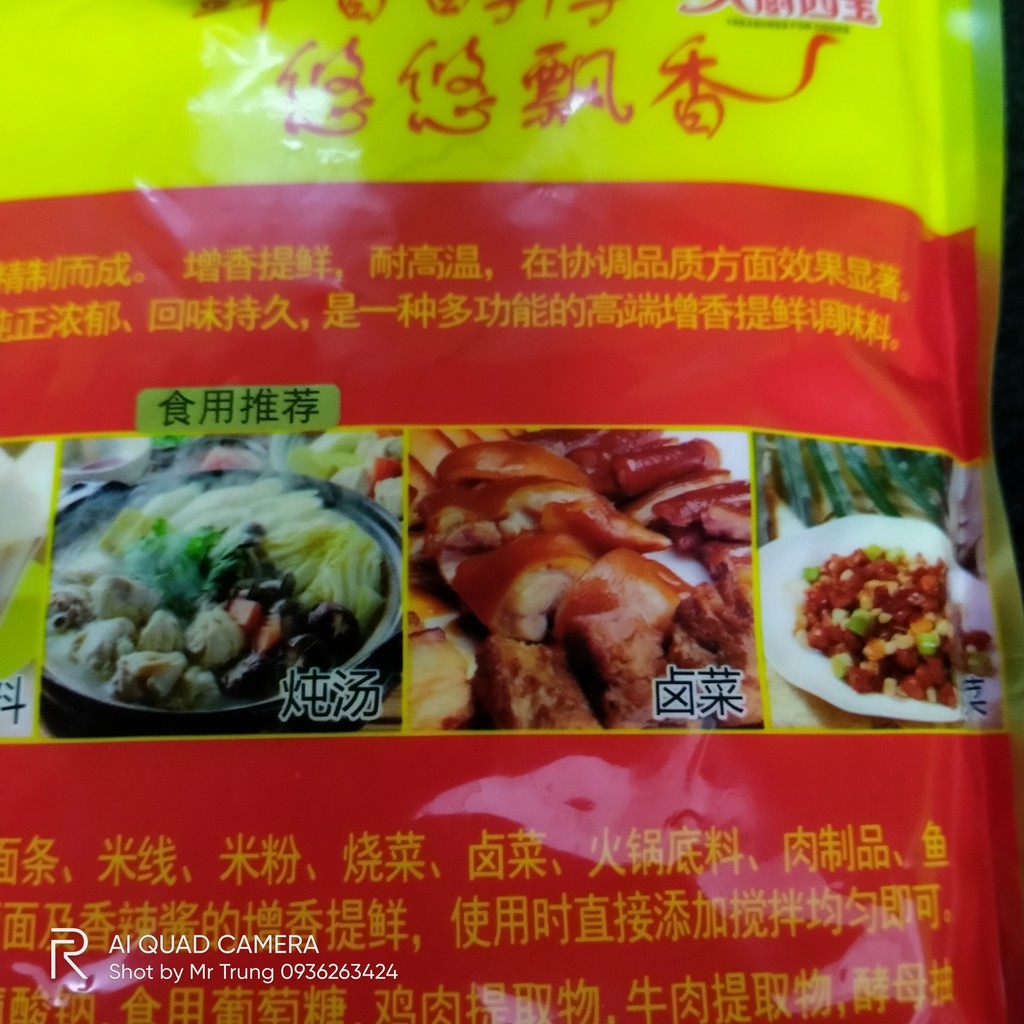 TREASURES FOR COOKS
悠悠飘香
精制而成。增香提鲜，耐高温，在协调品质方面效果显著。
正浓郁、回味持久，是一种多功能的高端增香提鲜调味料。
食用推荐
料
炖汤
卤菜
菜
面条、米线、米粉、烧菜、卤菜、火锅底料、肉制品、鱼
面及香辣酱的增香提鲜，使用时直接添加搅拌均匀即可。
酸钠、食用葡萄糖、鸡肉提取物、牛肉提取物、酵母抽
AI QUAD CAMERA
Shot by Mr Trung 0936263424